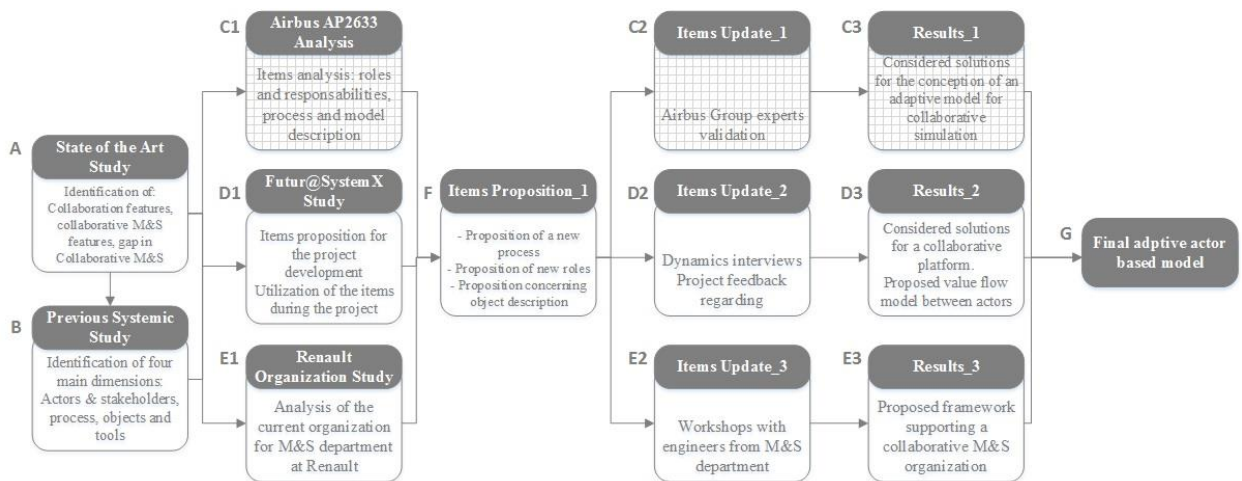 A
State of the Art
Study
Identification of:
Collaboration features,
collaborative M&S
features, gap in
Collaborative M&S
B
Previous Systemic
Study
Identification of four
main dimensions:
Actors & stakeholders,
process, objects and
tools
C1
Airbus AP2633
Analysis
Items analysis: roles
and responsabilities,
process and model
description
D1
Futur@SystemX
Study
Items proposition for
the project
development
Utilization of the items
during the project
E1
Renault
Organization Study
Analysis of the
current organization
for M&S department
at Renault
F
Items Proposition_1
- Proposition of a new
process
- Proposition of new roles
- Proposition concerning
object description
C2
Items Update_1
Airbus Group experts
validation
D2
Items Update_2
Dynamics interviews
Project feedback
regarding
E2
Items Update_3
Workshops with
engineers from M&S
department
C3
Results_1
Considered solutions
for the conception of an
adaptive model for
collaborative
simulation
D3
Results_2
Considered solutions
for a collaborative
platform.
Proposed value flow
model between actors
E3
Results_3
Proposed framework
supporting a
collaborative M&S
organization
G
Final adptive actor
based model